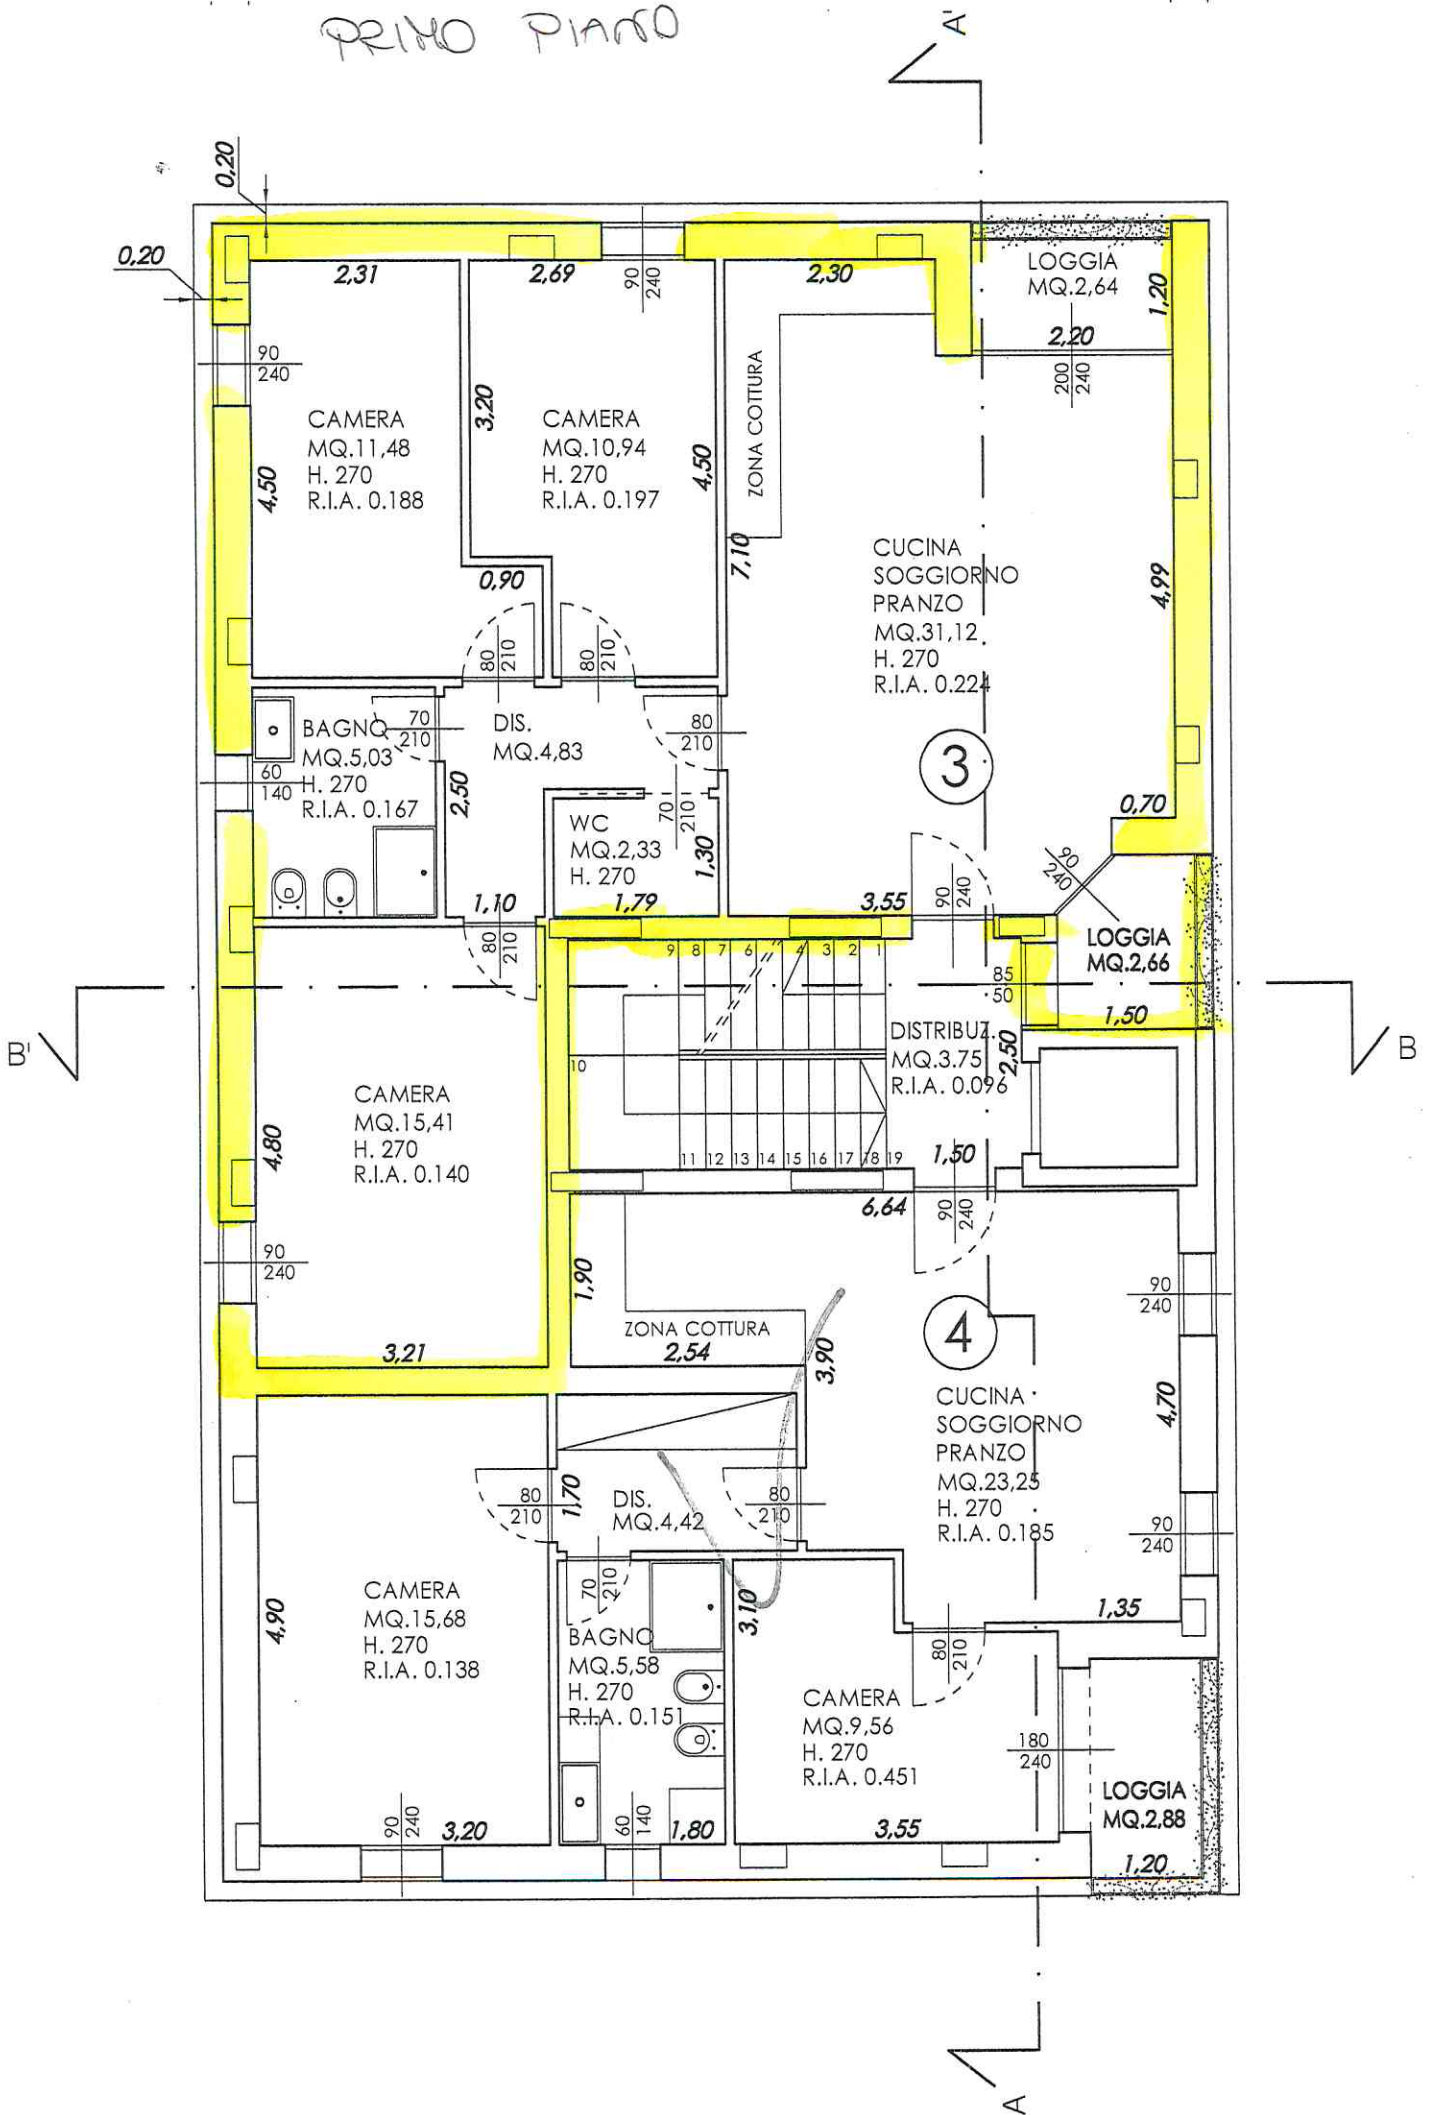 PRIMO PIANO
A'
0,20
0,20
2,31
2,69
90
240
2,30
LOGGIA
MQ.2,64
1,20
2,20
200
240
90
240
CAMERA
MQ.11,48
H. 270
R.I.A. 0.188
4,50
3,20
CAMERA
MQ.10,94
H. 270
R.I.A. 0.197
4,50
ZONA COTTURA
7,10
CUCINA
SOGGIORNO
PRANZO
MQ.31,12
H. 270
R.I.A. 0.224
4,99
0,90
80
210
80
210
BAGNO
MQ.5,03
H. 270
R.I.A. 0.167
70
210
60
140
DIS.
MQ.4,83
2,50
80
210
3
0,70
WC
MQ.2,33
H. 270
70
210
1,30
1,10
1,79
3,55
90
240
90
240
80
210
LOGGIA
MQ.2,66
1,50
9 8 7 6 4 3 2 1
85
50
DISTRIBUZ.
MQ.3.75
R.I.A. 0.096
2,50
10
B'
B
CAMERA
MQ.15,41
H. 270
R.I.A. 0.140
4,80
11 12 13 14 15 16 17 18 19
1,50
6,64
90
240
90
240
1,90
ZONA COTTURA
2,54
3,90
4
90
240
3,21
CUCINA
SOGGIORNO
PRANZO
MQ.23,25
H. 270
R.I.A. 0.185
4,70
80
210
1,70
DIS.
MQ.4,42
80
210
90
240
CAMERA
MQ.15,68
H. 270
R.I.A. 0.138
4,90
70
210
BAGNO
MQ.5,58
H. 270
R.I.A. 0.151
3,10
1,35
80
210
CAMERA
MQ.9,56
H. 270
R.I.A. 0.451
180
240
LOGGIA
MQ.2,88
90
240
3,20
60
140
1,80
3,55
1,20
A